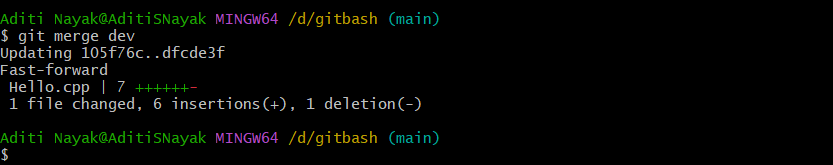 Aditi Nayak@AditiSNayak MINGW64 /d/gitbash (main)
$ git merge dev
Updating 105f76c..dfcde3f
Fast-forward
 Hello.cpp | 7 ++++++-
 1 file changed, 6 insertions(+), 1 deletion(-)
Aditi Nayak@AditiSNayak MINGW64 /d/gitbash (main)
$